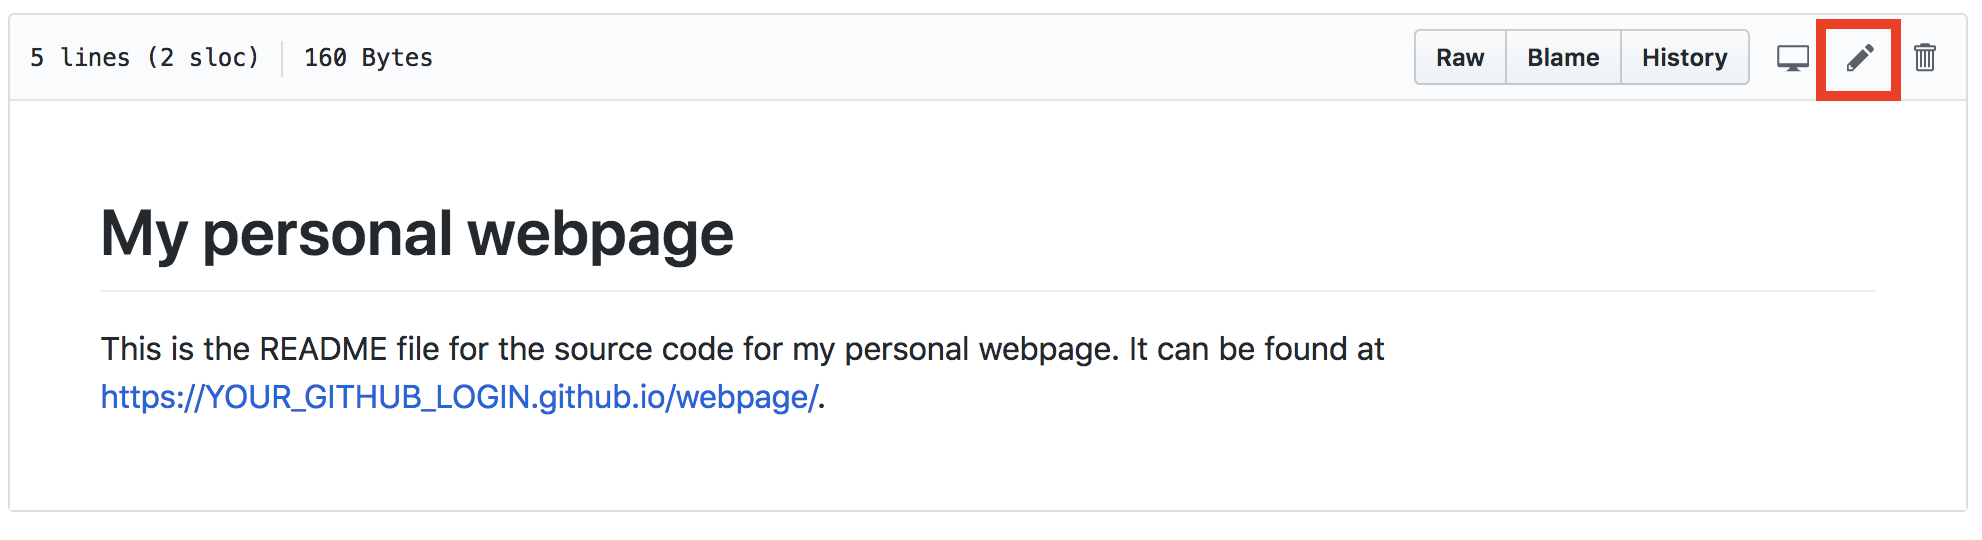 5 lines (2 sloc) 160 Bytes Raw Blame History
My personal webpage
This is the README file for the source code for my personal webpage. It can be found at
https://YOUR_GITHUB_LOGIN.github.io/webpage/.